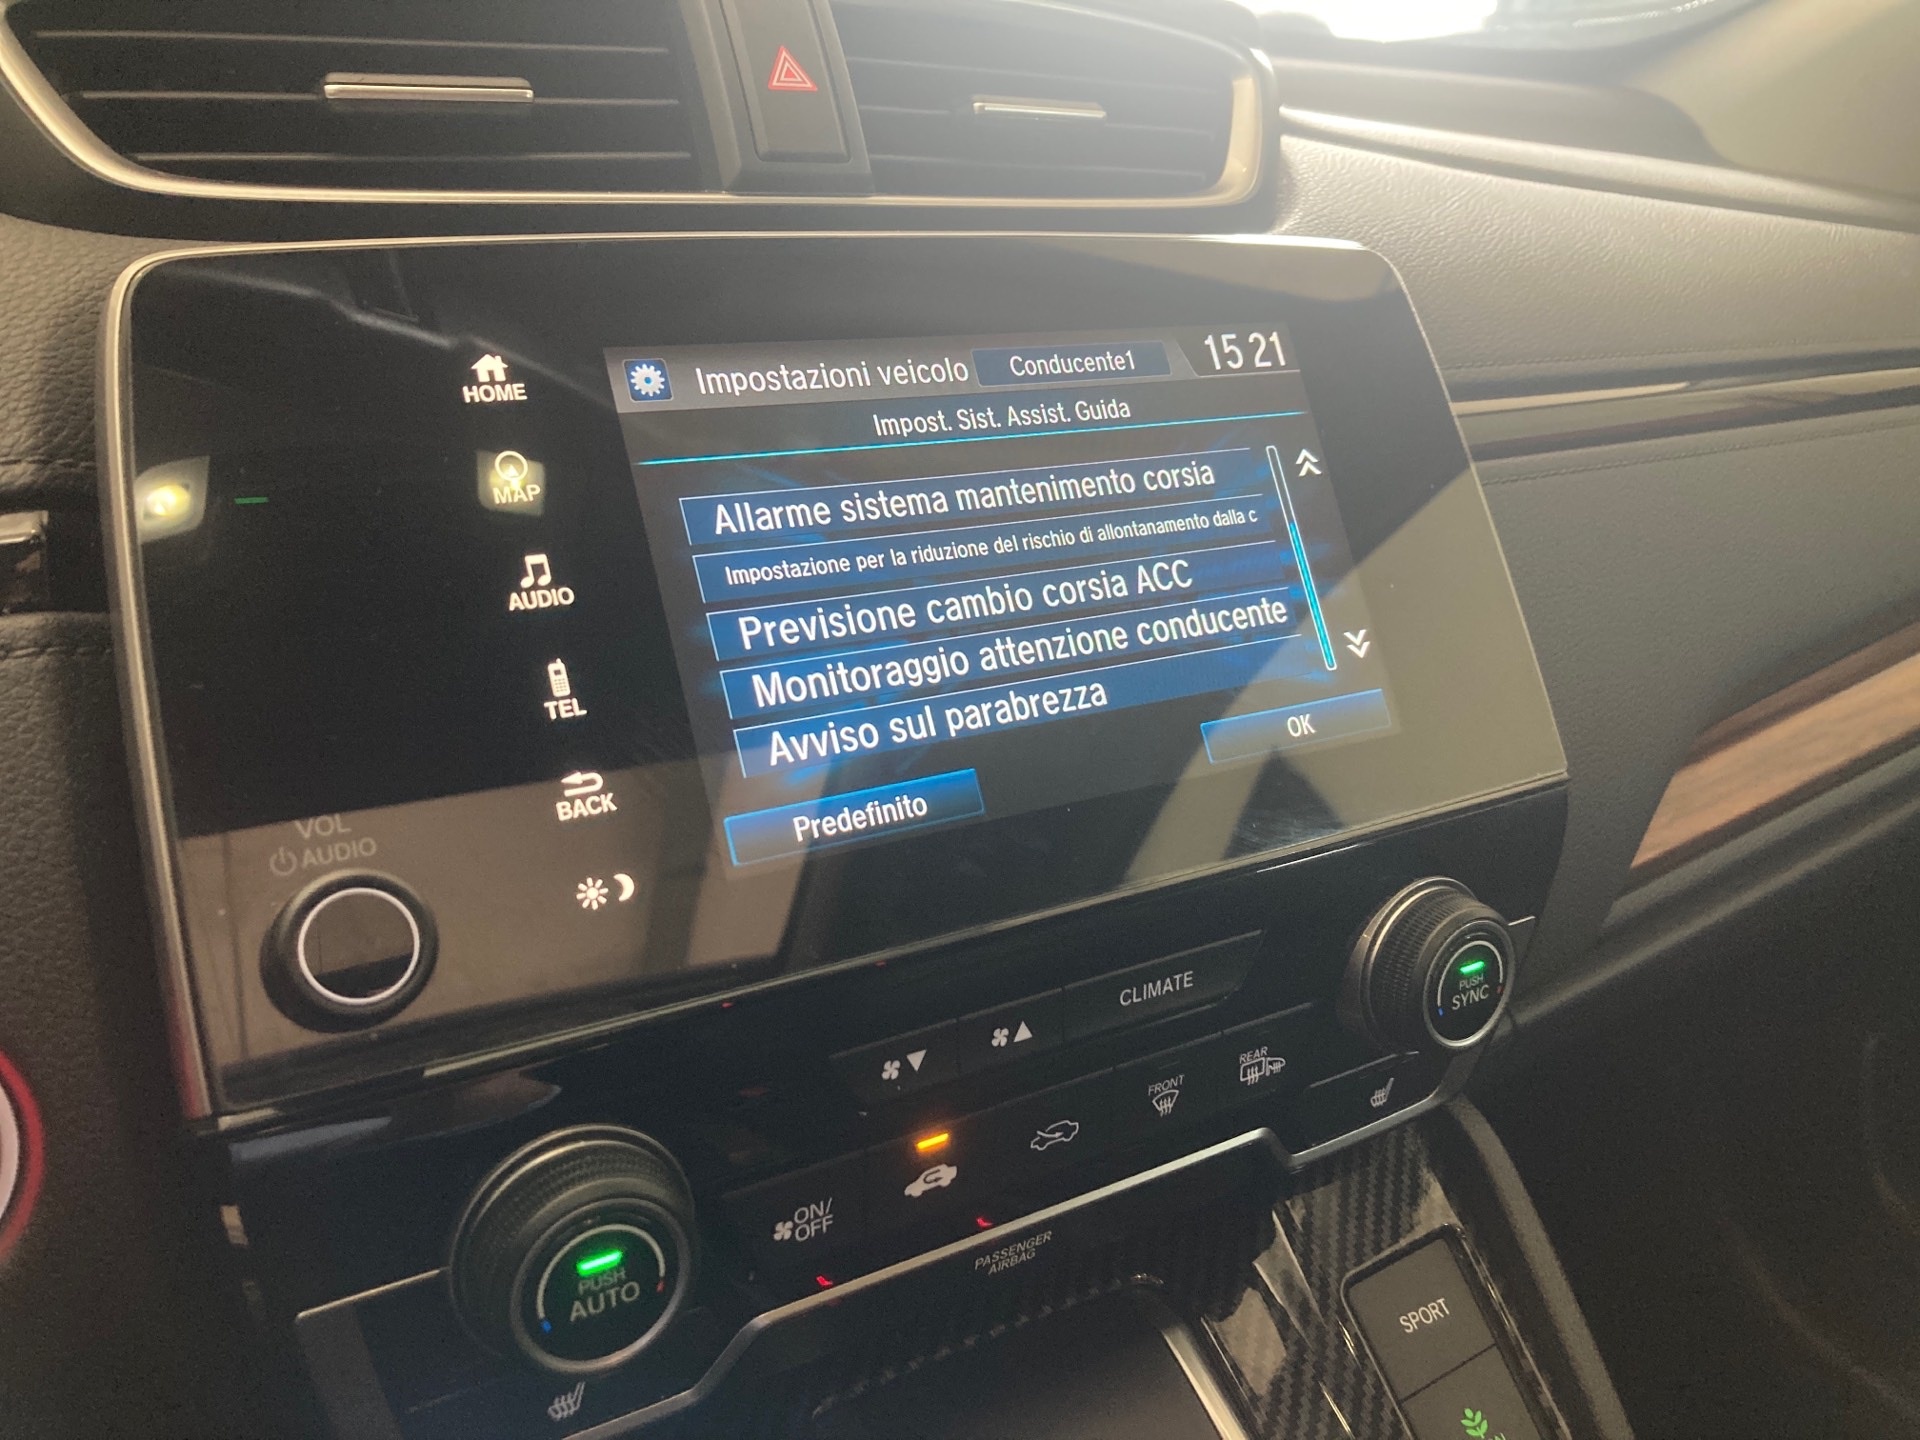 HOME
MAP
AUDIO
TEL
BACK
VOL
AUDIO
Impostazioni veicolo
Conducente1
15 21
Impost. Sist. Assist. Guida
Allarme sistema mantenimento corsia
Impostazione per la riduzione del rischio di allontanamento dalla c
Previsione cambio corsia ACC
Monitoraggio attenzione conducente
Avviso sul parabrezza
OK
Predefinito
CLIMATE
PUSH
SYNC
FRONT
REAR
ON/
OFF
PUSH
AUTO
PASSENGER
AIRBAG
SPORT